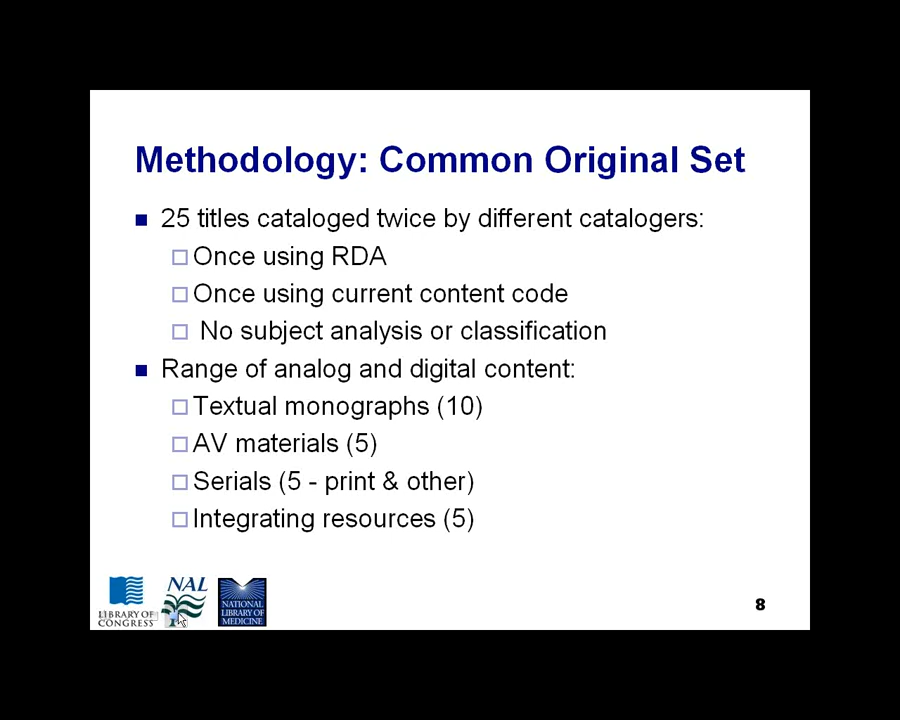 Methodology: Common Original Set
25 titles cataloged twice by different catalogers:
Once using RDA
Once using current content code
No subject analysis or classification
Range of analog and digital content:
Textual monographs (10)
AV materials (5)
Serials (5 - print & other)
Integrating resources (5)
LIBRARY OF
CONGRESS
NAL
NATIONAL
LIBRARY OF
MEDICINE
8